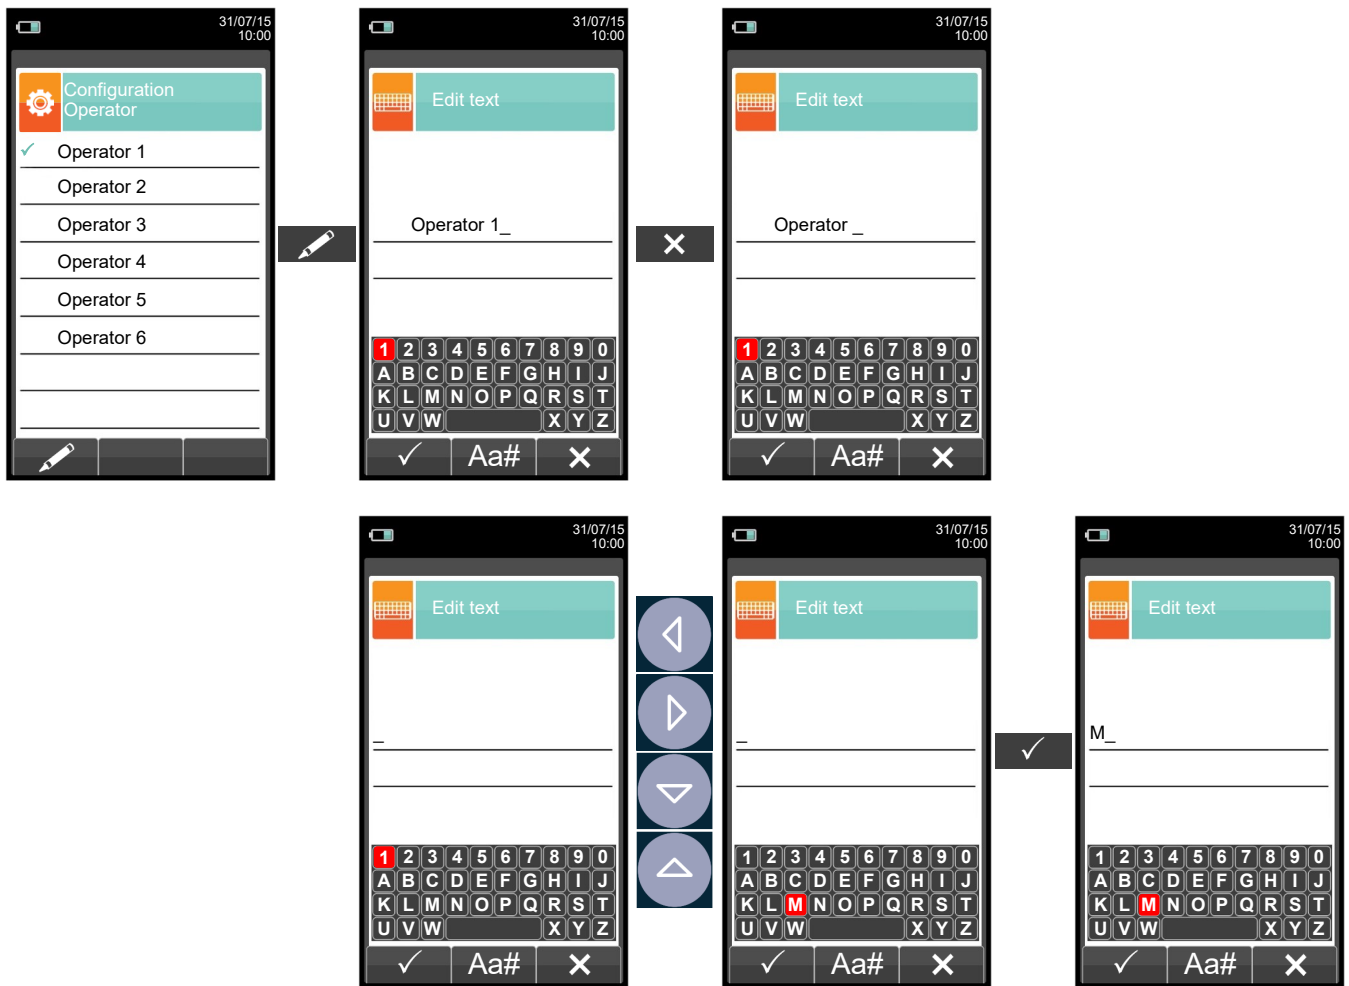 31/07/15
10:00
Configuration
Operator
Operator 1
Operator 2
Operator 3
Operator 4
Operator 5
Operator 6
31/07/15
10:00
Edit text
Operator 1_
1 2 3 4 5 6 7 8 9 0
A B C D E F G H I J
K L M N O P Q R S T
U V W X Y Z
Aa#
31/07/15
10:00
Edit text
Operator _
1 2 3 4 5 6 7 8 9 0
A B C D E F G H I J
K L M N O P Q R S T
U V W X Y Z
Aa#
31/07/15
10:00
Edit text
_
1 2 3 4 5 6 7 8 9 0
A B C D E F G H I J
K L M N O P Q R S T
U V W X Y Z
Aa#
31/07/15
10:00
Edit text
_
1 2 3 4 5 6 7 8 9 0
A B C D E F G H I J
K L M N O P Q R S T
U V W X Y Z
Aa#
31/07/15
10:00
Edit text
M_
1 2 3 4 5 6 7 8 9 0
A B C D E F G H I J
K L M N O P Q R S T
U V W X Y Z
Aa#